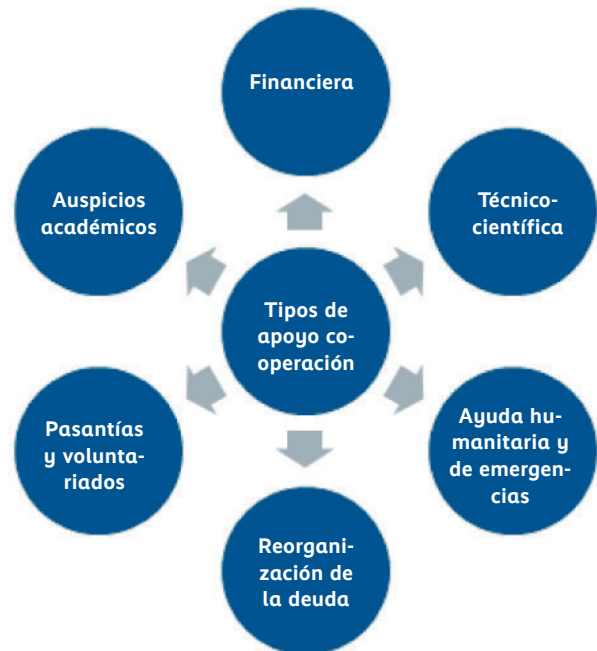 Financiera
Técnico-
científica
Ayuda hu-
manitaria y
de emergen-
cias
Reorgani-
zación de
la deuda
Pasantías
y volunta-
riados
Auspicios
académicos
Tipos de
apoyo co-
operación